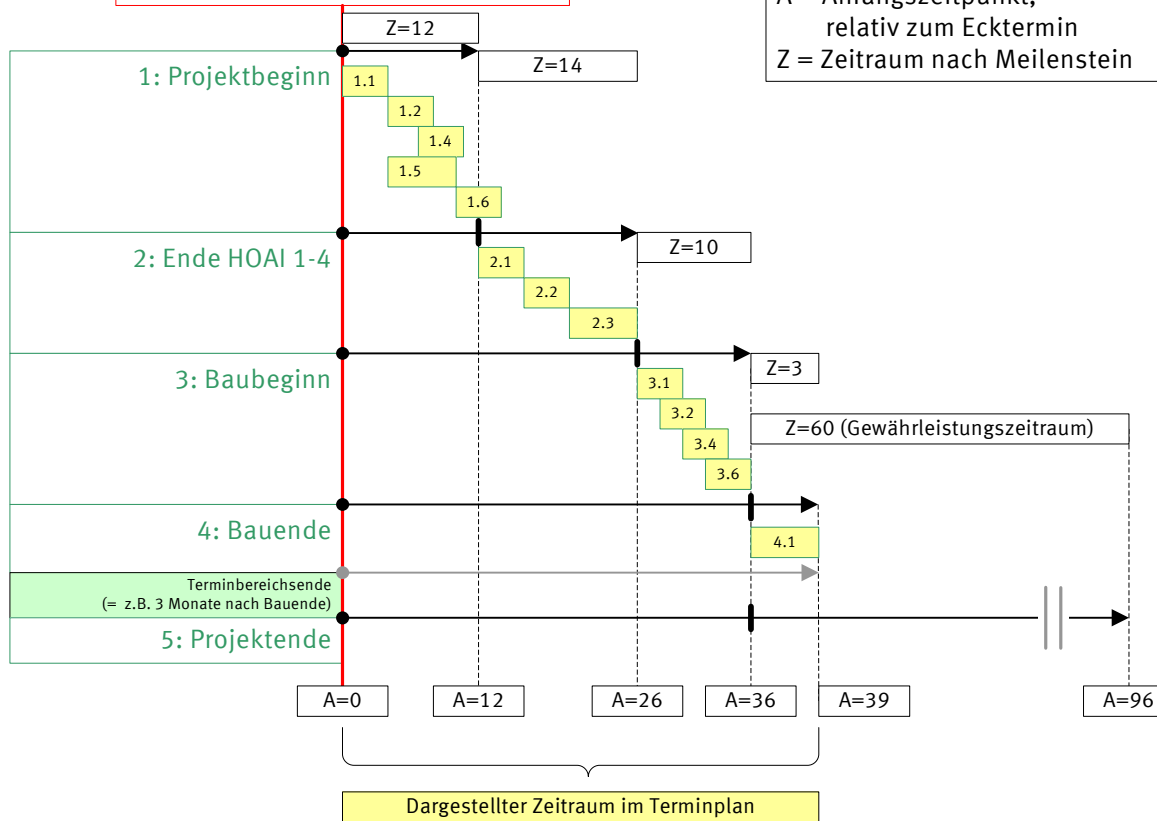 A = Anfangszeitpunkt,
relativ zum Ecktermin
Z = Zeitraum nach Meilenstein
Z=12
Z=14
1: Projektbeginn
1.1
1.2
1.4
1.5
1.6
2: Ende HOAI 1-4
Z=10
2.1
2.2
2.3
3: Baubeginn
Z=3
3.1
3.2
Z=60 (Gewährleistungszeitraum)
3.4
3.6
4: Bauende
4.1
Terminbereichsende
(= z.B. 3 Monate nach Bauende)
5: Projektende
A=0
A=12
A=26
A=36
A=39
A=96
Dargestellter Zeitraum im Terminplan